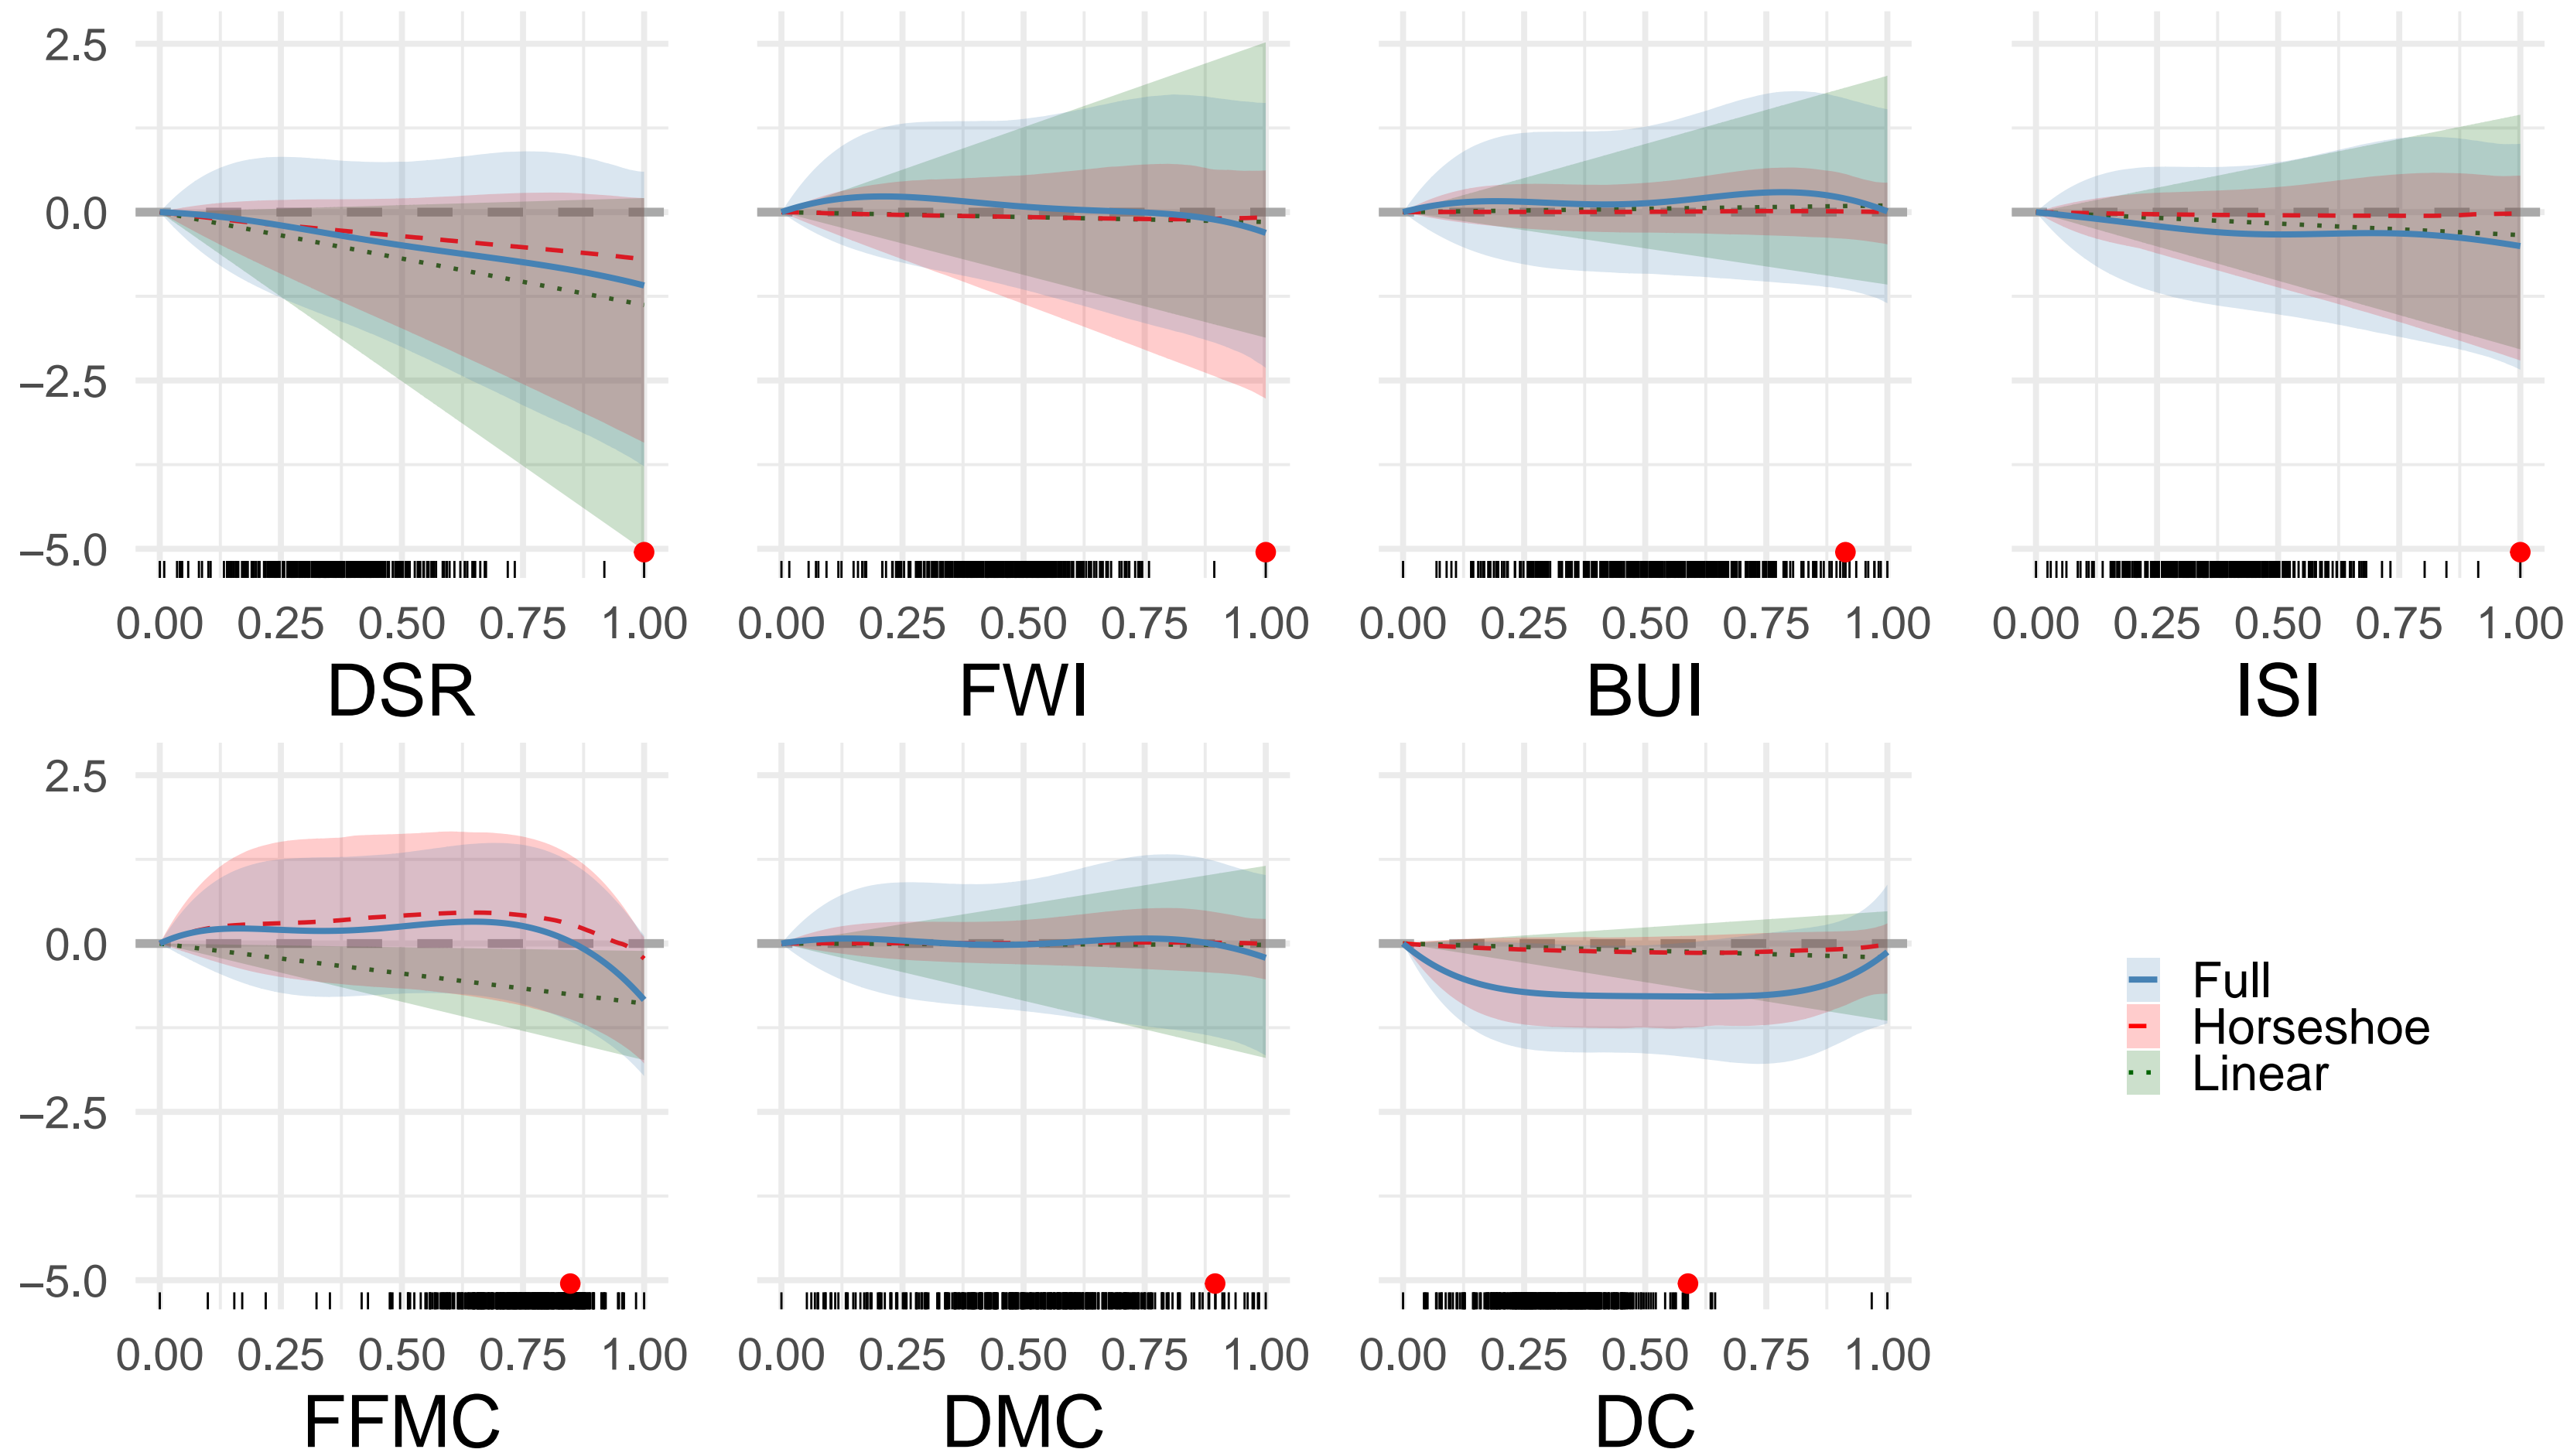 2.5
0.0
−2.5
−5.0
0.00 0.25 0.50 0.75 1.00 0.00 0.25 0.50 0.75 1.00 0.00 0.25 0.50 0.75 1.00 0.00 0.25 0.50 0.75 1.00
DSR FWI BUI ISI
2.5
0.0
−2.5
−5.0
0.00 0.25 0.50 0.75 1.00 0.00 0.25 0.50 0.75 1.00 0.00 0.25 0.50 0.75 1.00
FFMC DMC DC
Full
Horseshoe
Linear